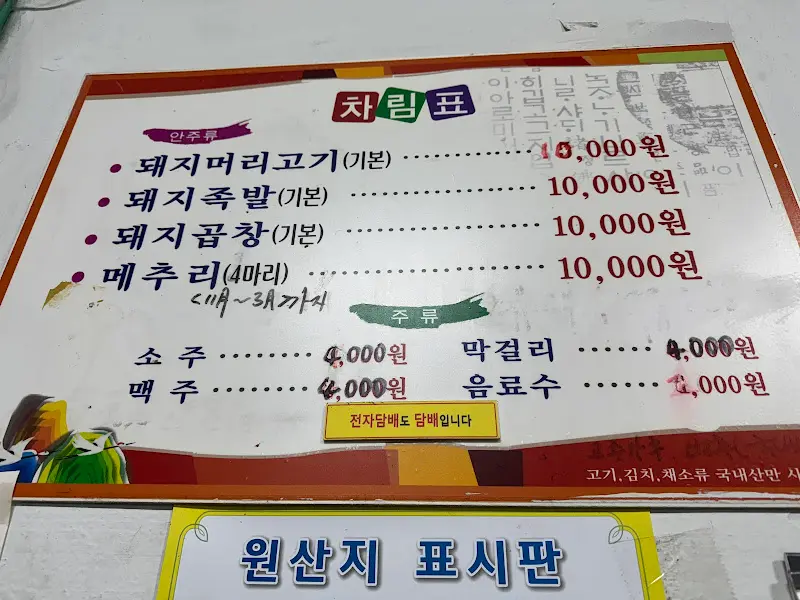 차림표
안주류
돼지머리고기(기본) 10,000원
돼지족발(기본) 10,000원
돼지곱창(기본) 10,000원
메추리(4마리) 10,000원
<11月~3月까지
주류
소주 4,000원 막걸리 4,000원
맥주 4,000원 음료수 1,000원
전자담배도 담배입니다
고기,김치,채소류 국내산만
원산지 표시판